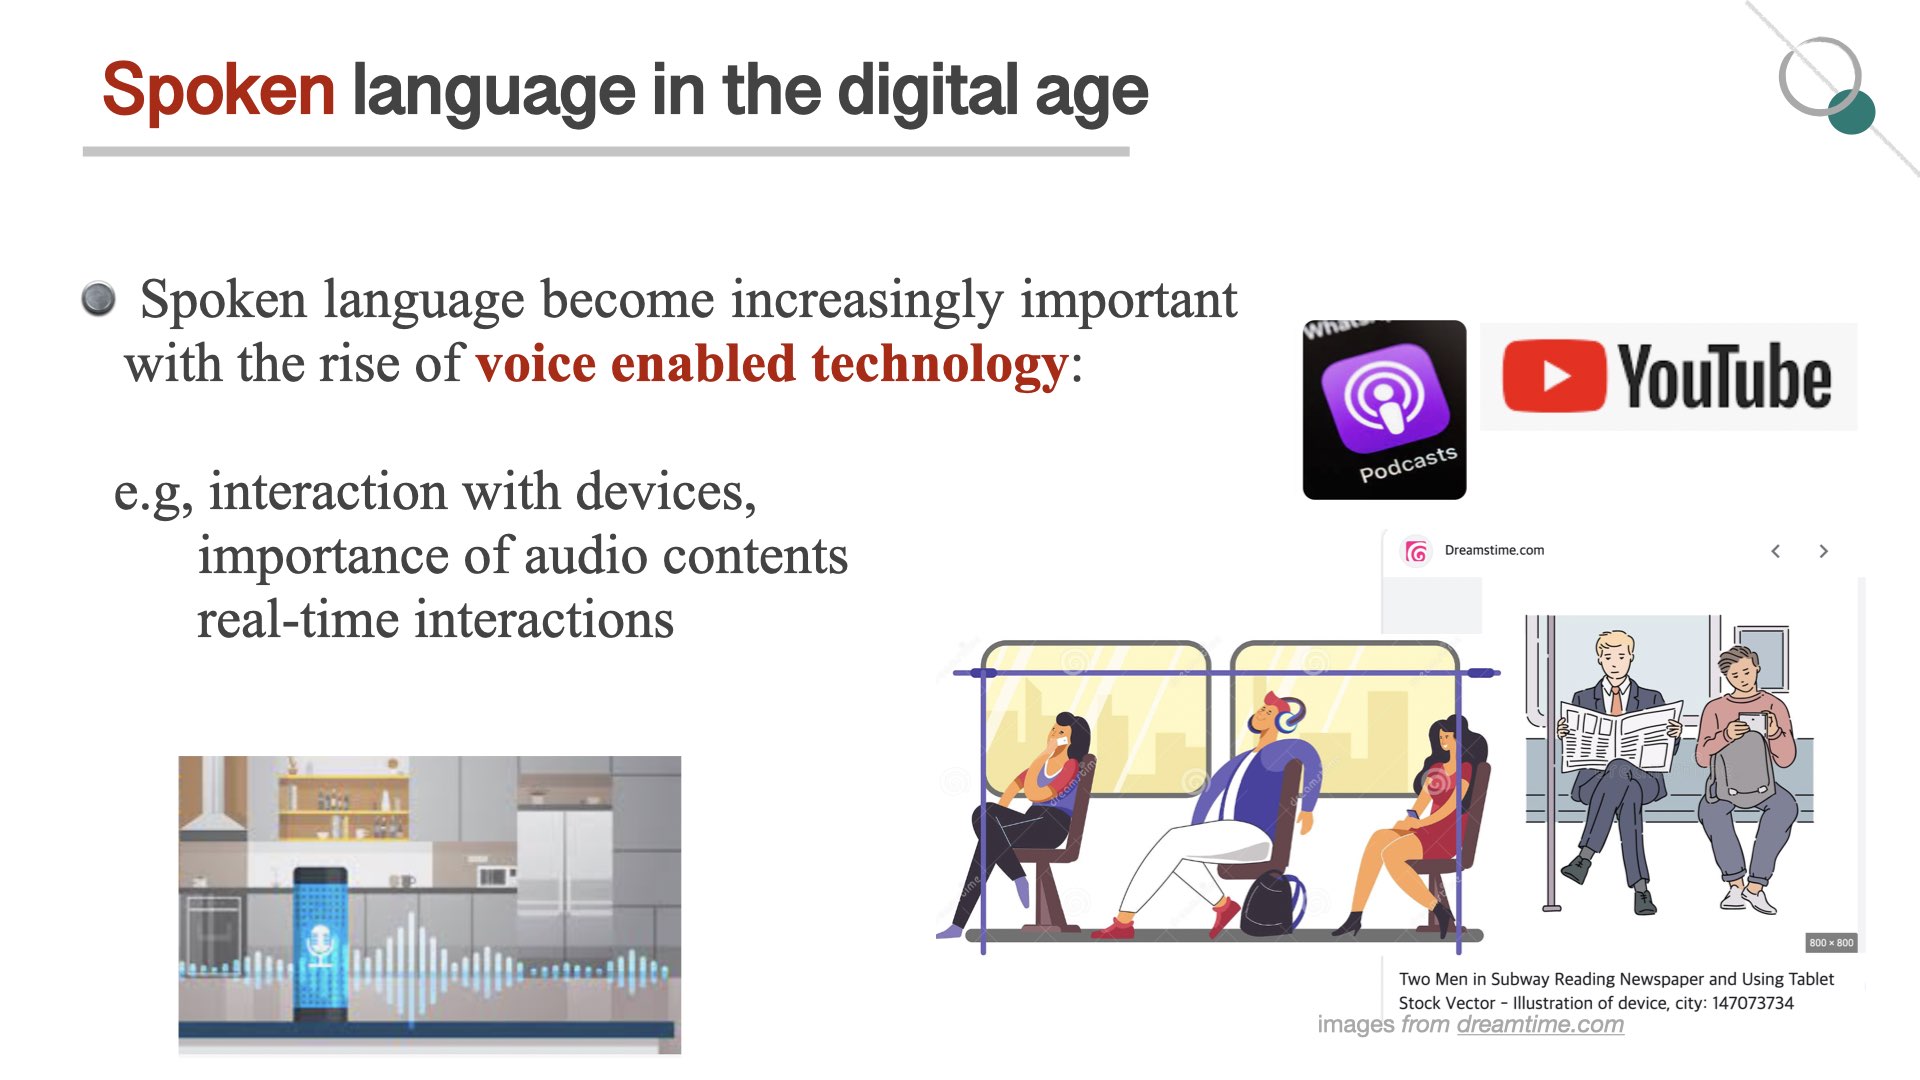 Spoken language in the digital age
Spoken language become increasingly important
with the rise of voice enabled technology:
e.g, interaction with devices,
importance of audio contents
real-time interactions
Podcasts
YouTube
Dreamstime.com
800 × 800
Two Men in Subway Reading Newspaper and Using Tablet
Stock Vector - Illustration of device, city: 147073734
images from dreamtime.com